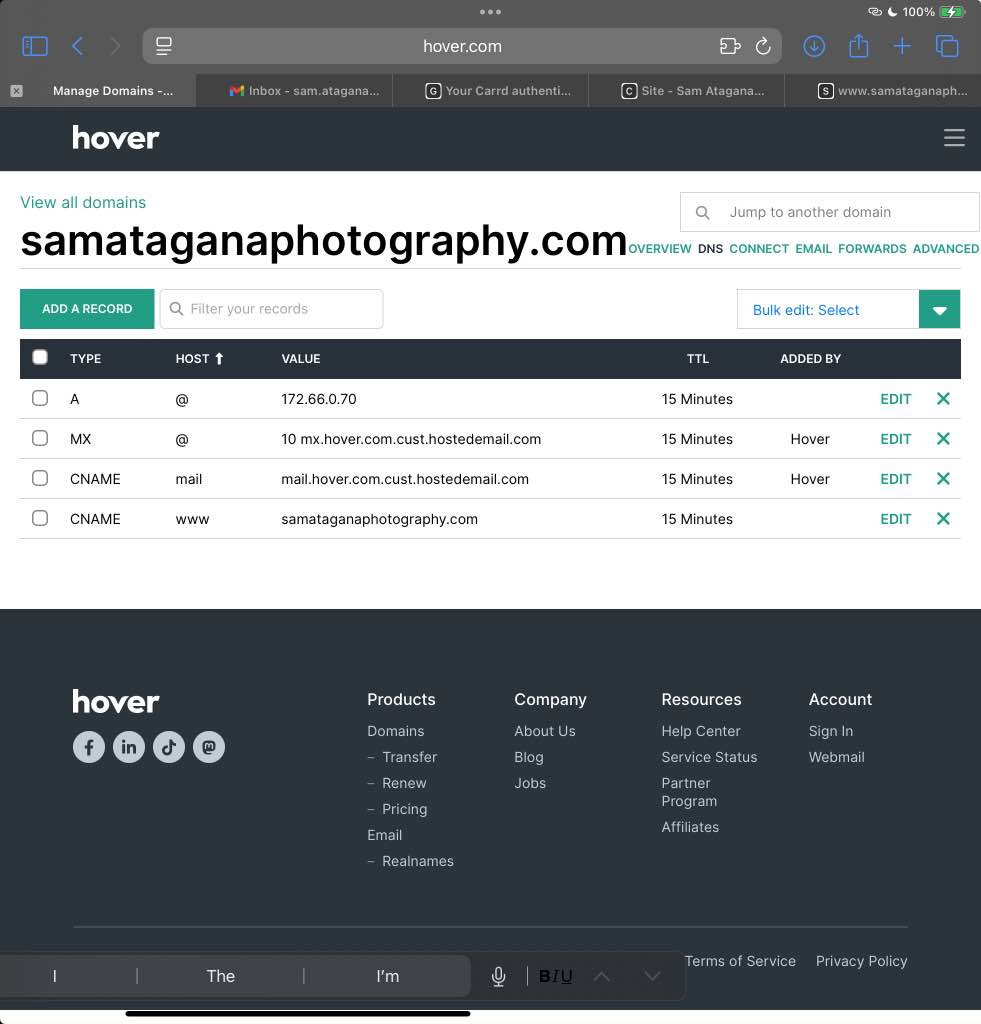 100%
hover.com
Manage Domains -...
Inbox - sam.atagana...
G Your Carrd authenti...
C Site - Sam Atagana...
S www.samataganaph...
hover
View all domains
Jump to another domain
samataganaphotography.com
OVERVIEW DNS CONNECT EMAIL FORWARDS ADVANCED
ADD A RECORD
Filter your records
Bulk edit: Select
TYPE HOST ↑ VALUE TTL ADDED BY
A @ 172.66.0.70 15 Minutes EDIT
MX @ 10 mx.hover.com.cust.hostedemail.com 15 Minutes Hover EDIT
CNAME mail mail.hover.com.cust.hostedemail.com 15 Minutes Hover EDIT
CNAME www samataganaphotography.com 15 Minutes EDIT
hover
Products
Domains
– Transfer
– Renew
– Pricing
Email
– Realnames
Company
About Us
Blog
Jobs
Resources
Help Center
Service Status
Partner
Program
Affiliates
Account
Sign In
Webmail
Terms of Service Privacy Policy
I The I'm
B I U